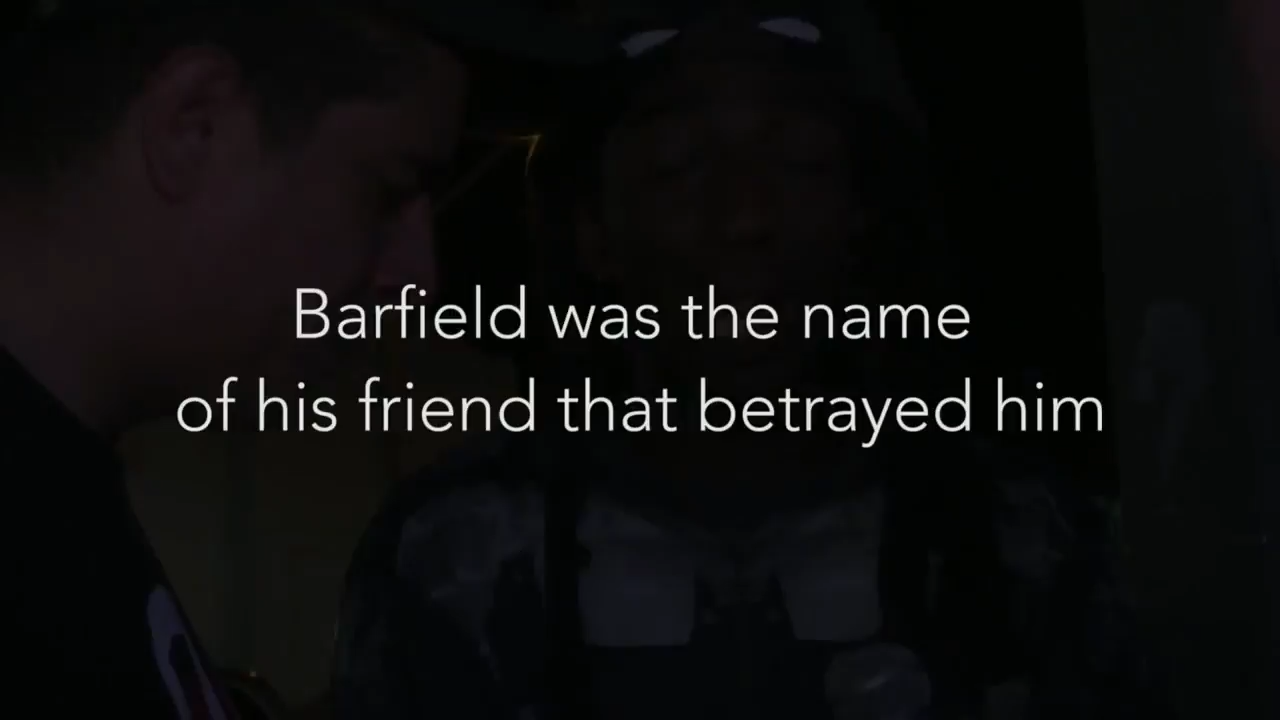 Barfield was the name
of his friend that betrayed him